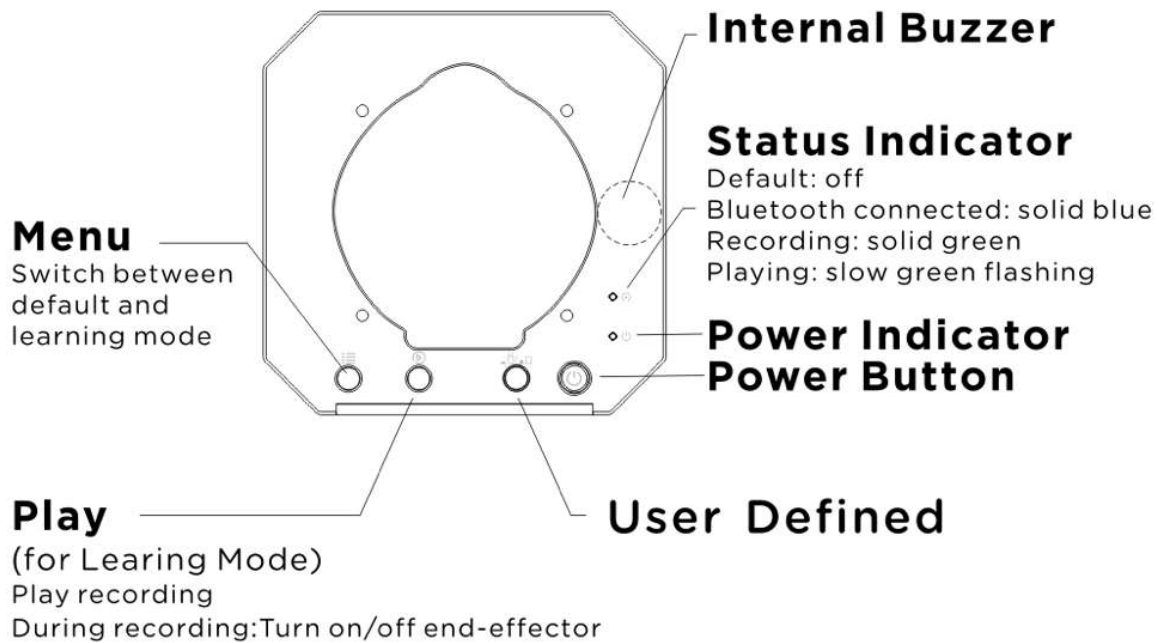 Internal Buzzer
Status Indicator
Default: off
Bluetooth connected: solid blue
Recording: solid green
Playing: slow green flashing
Menu
Switch between
default and
learning mode
Power Indicator
Power Button
Play
(for Learing Mode)
Play recording
During recording:Turn on/off end-effector
User Defined